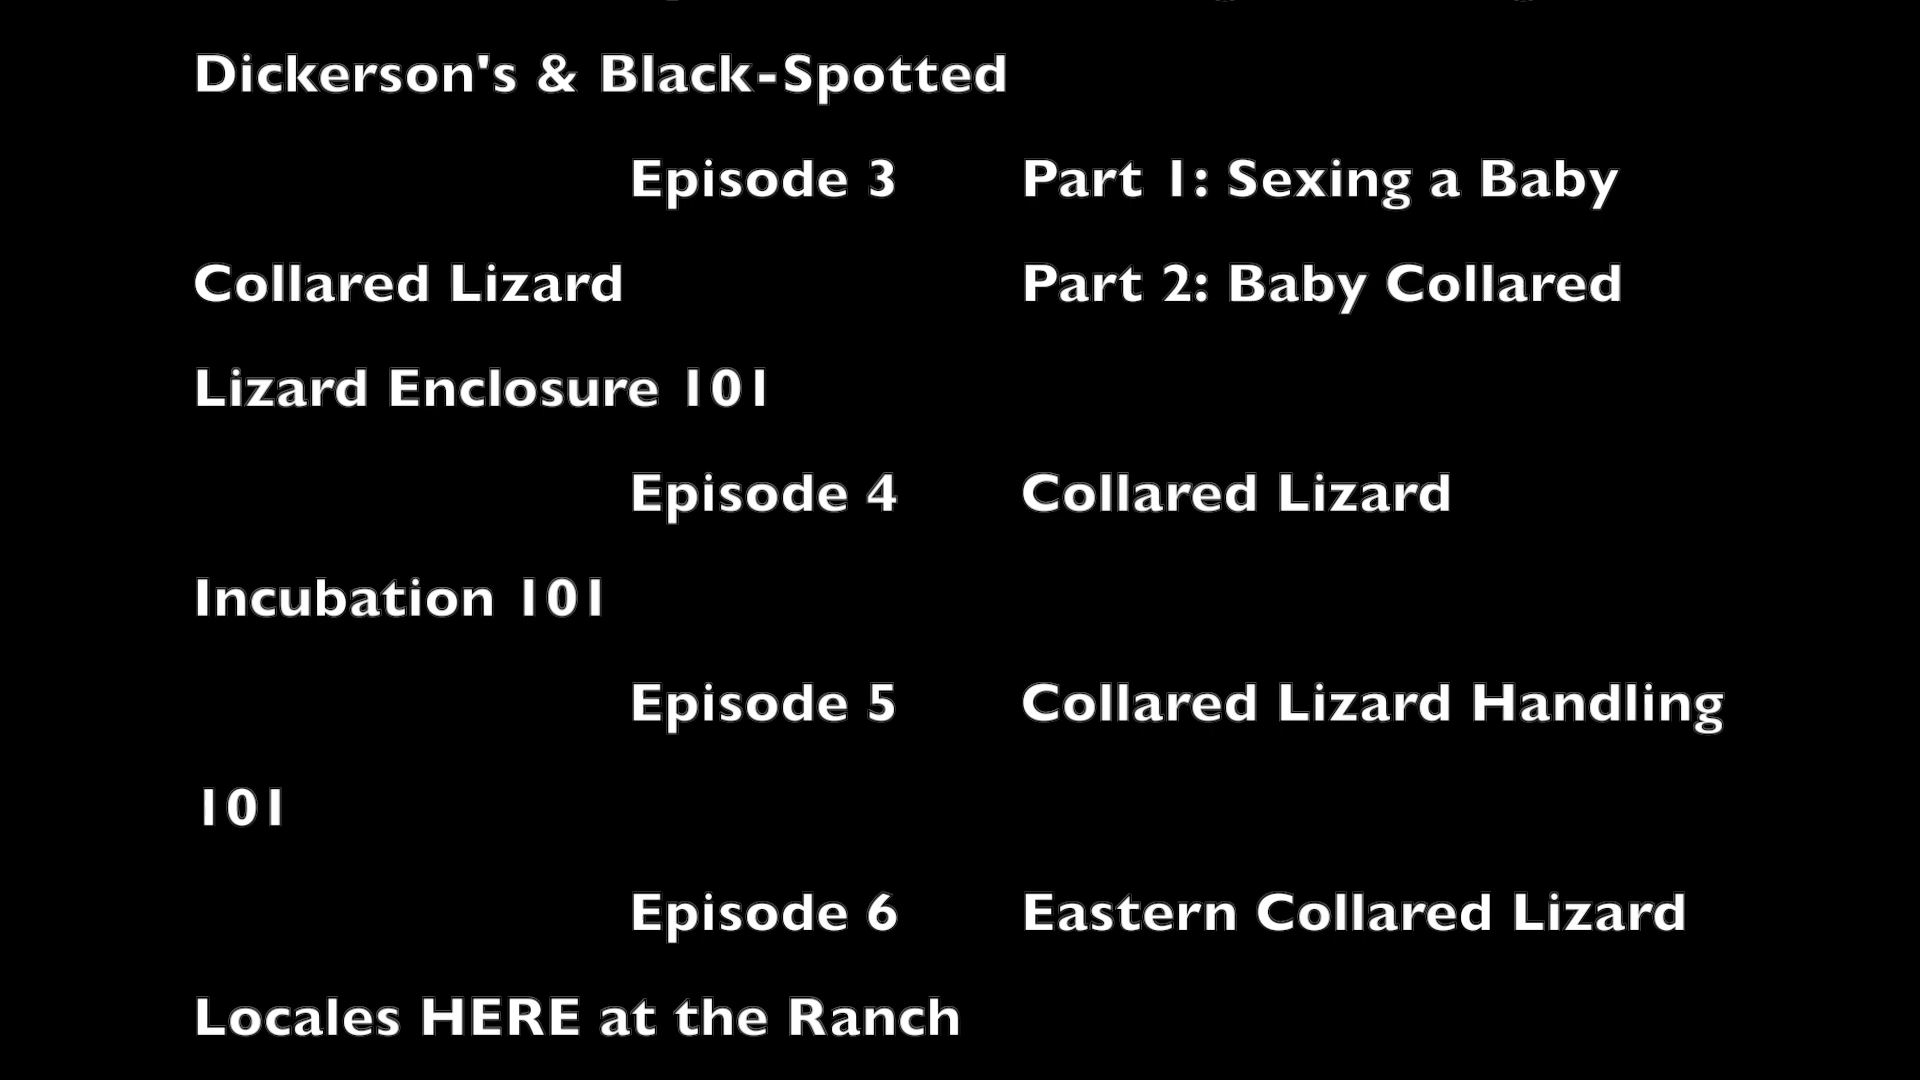 Dickerson's & Black-Spotted
Episode 3 Part 1: Sexing a Baby
Collared Lizard Part 2: Baby Collared
Lizard Enclosure 101
Episode 4 Collared Lizard
Incubation 101
Episode 5 Collared Lizard Handling
101
Episode 6 Eastern Collared Lizard
Locales HERE at the Ranch